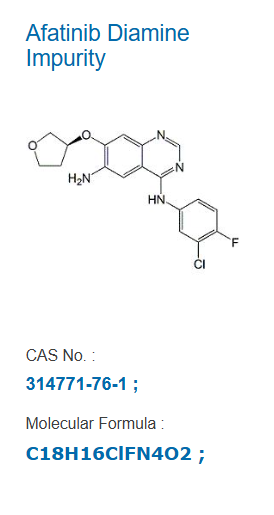 Afatinib Diamine
Impurity
O
O
N
N
H₂N
HN
F
Cl
CAS No. :
314771-76-1 ;
Molecular Formula :
C18H16ClFN4O2 ;